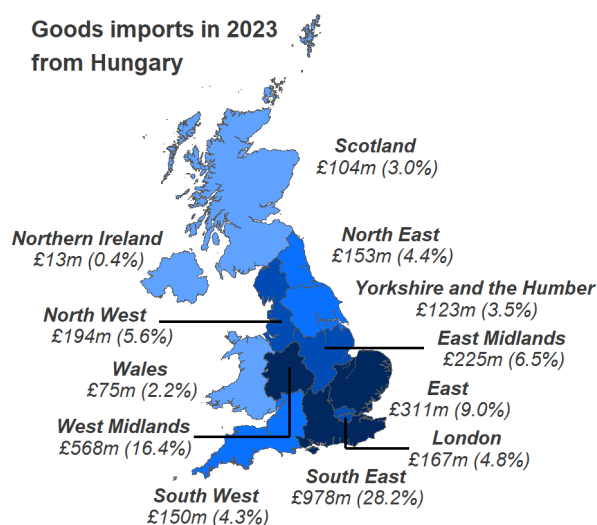 Goods imports in 2023
from Hungary
Scotland
£104m (3.0%)
Northern Ireland
£13m (0.4%)
North East
£153m (4.4%)
Yorkshire and the Humber
£123m (3.5%)
North West
£194m (5.6%)
East Midlands
£225m (6.5%)
Wales
£75m (2.2%)
East
£311m (9.0%)
West Midlands
£568m (16.4%)
London
£167m (4.8%)
South East
£978m (28.2%)
South West
£150m (4.3%)